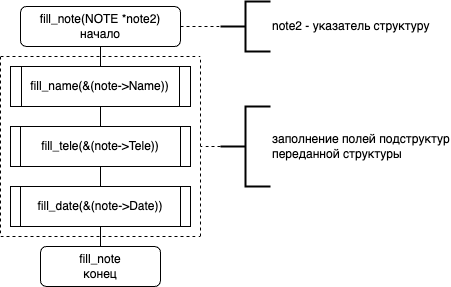 fill_note(NOTE *note2)
начало
note2 - указатель структуру
fill_name(&(note->Name))
fill_tele(&(note->Tele))
заполнение полей подструктур
переданной структуры
fill_date(&(note->Date))
fill_note
конец